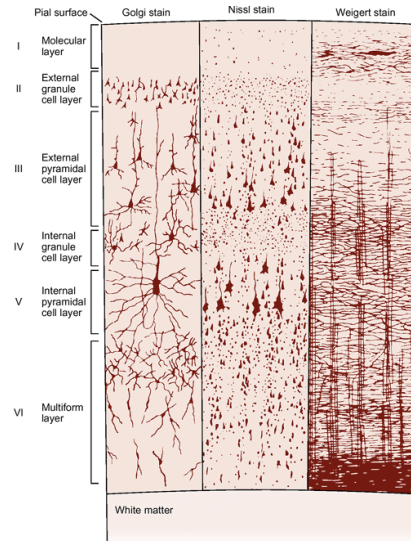 Pial surface
Golgi stain
Nissl stain
Weigert stain
I
Molecular
layer
II
External
granule
cell layer
III
External
pyramidal
cell layer
IV
Internal
granule
cell layer
V
Internal
pyramidal
cell layer
VI
Multiform
layer
White matter